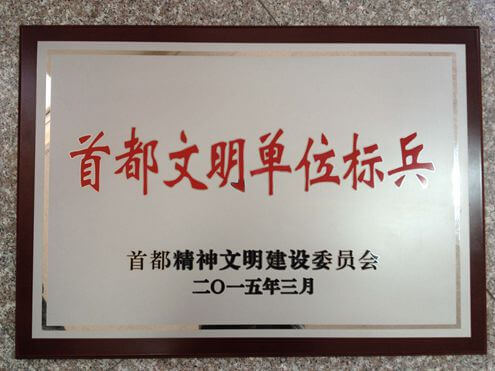 首都文明单位标兵
首都精神文明建设委员会
二〇一五年三月